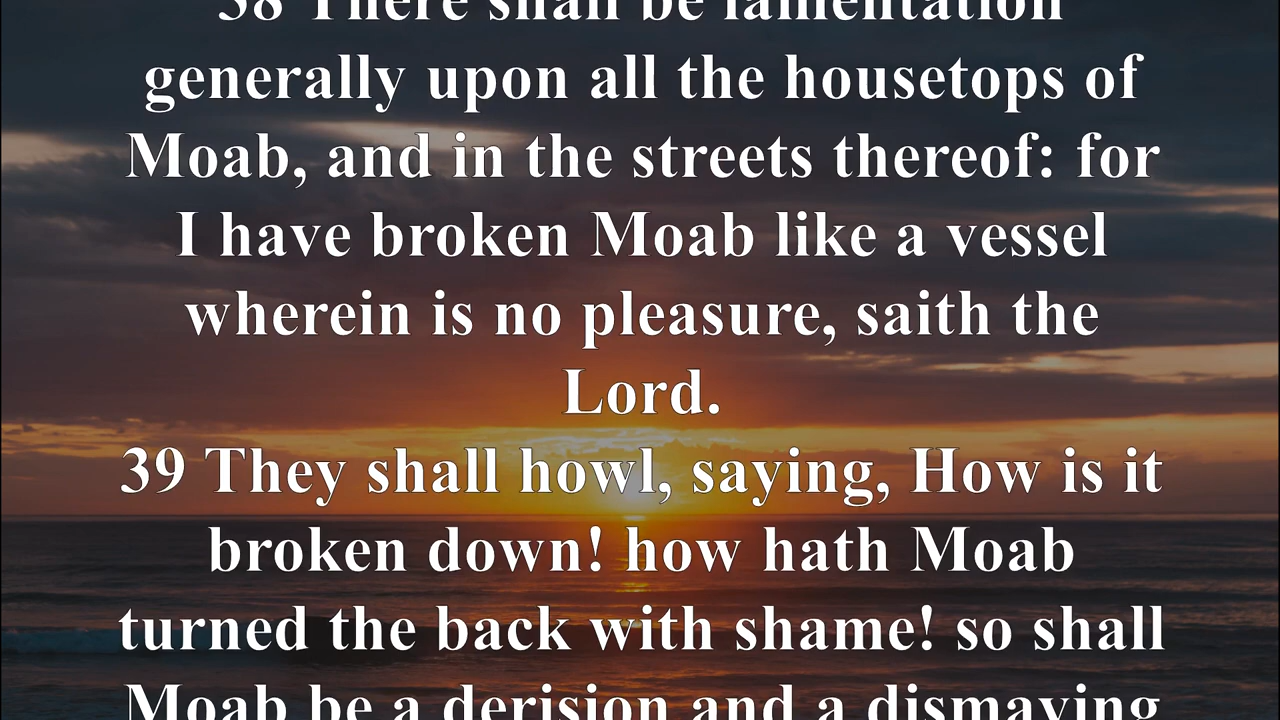 38 There shall be lamentation
generally upon all the housetops of
Moab, and in the streets thereof: for
I have broken Moab like a vessel
wherein is no pleasure, saith the
Lord.
39 They shall howl, saying, How is it
broken down! how hath Moab
turned the back with shame! so shall
Moab be a derision and a dismaying